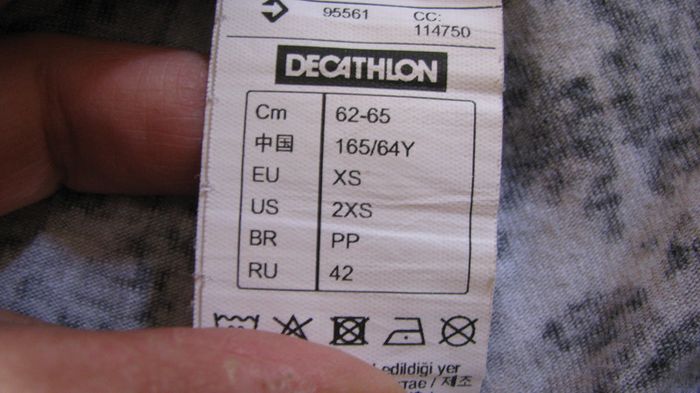 95561 CC:
114750
DECATHLON
Cm 62-65
中国 165/64Y
EU XS
US 2XS
BR PP
RU 42
edildiği yer
тае / 제조